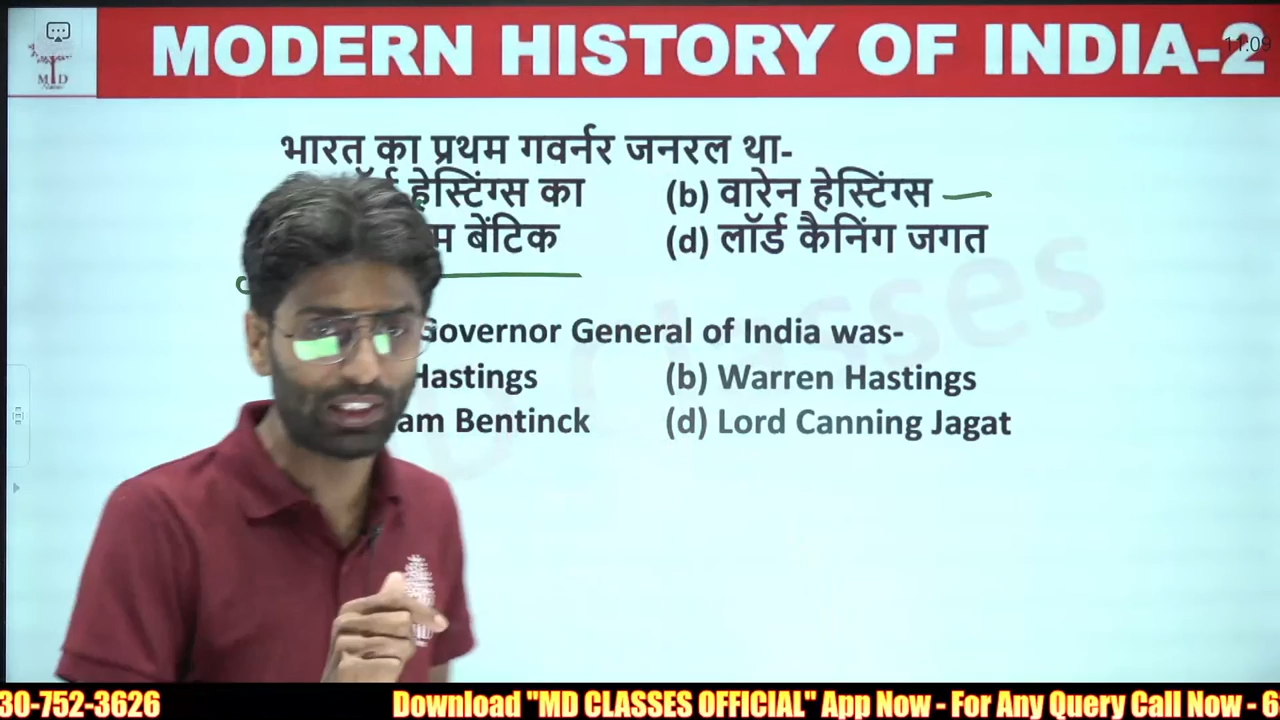 MODERN HISTORY OF INDIA-2
11:09
MD
भारत का प्रथम गवर्नर जनरल था-
हेस्टिंग्स का
(b) वारेन हेस्टिंग्स
बेंटिक
(d) लॉर्ड कैनिंग जगत
Governor General of India was-
Hastings
(b) Warren Hastings
Bentinck
(d) Lord Canning Jagat
Classes
30-752-3626
Download "MD CLASSES OFFICIAL" App Now - For Any Query Call Now - 6